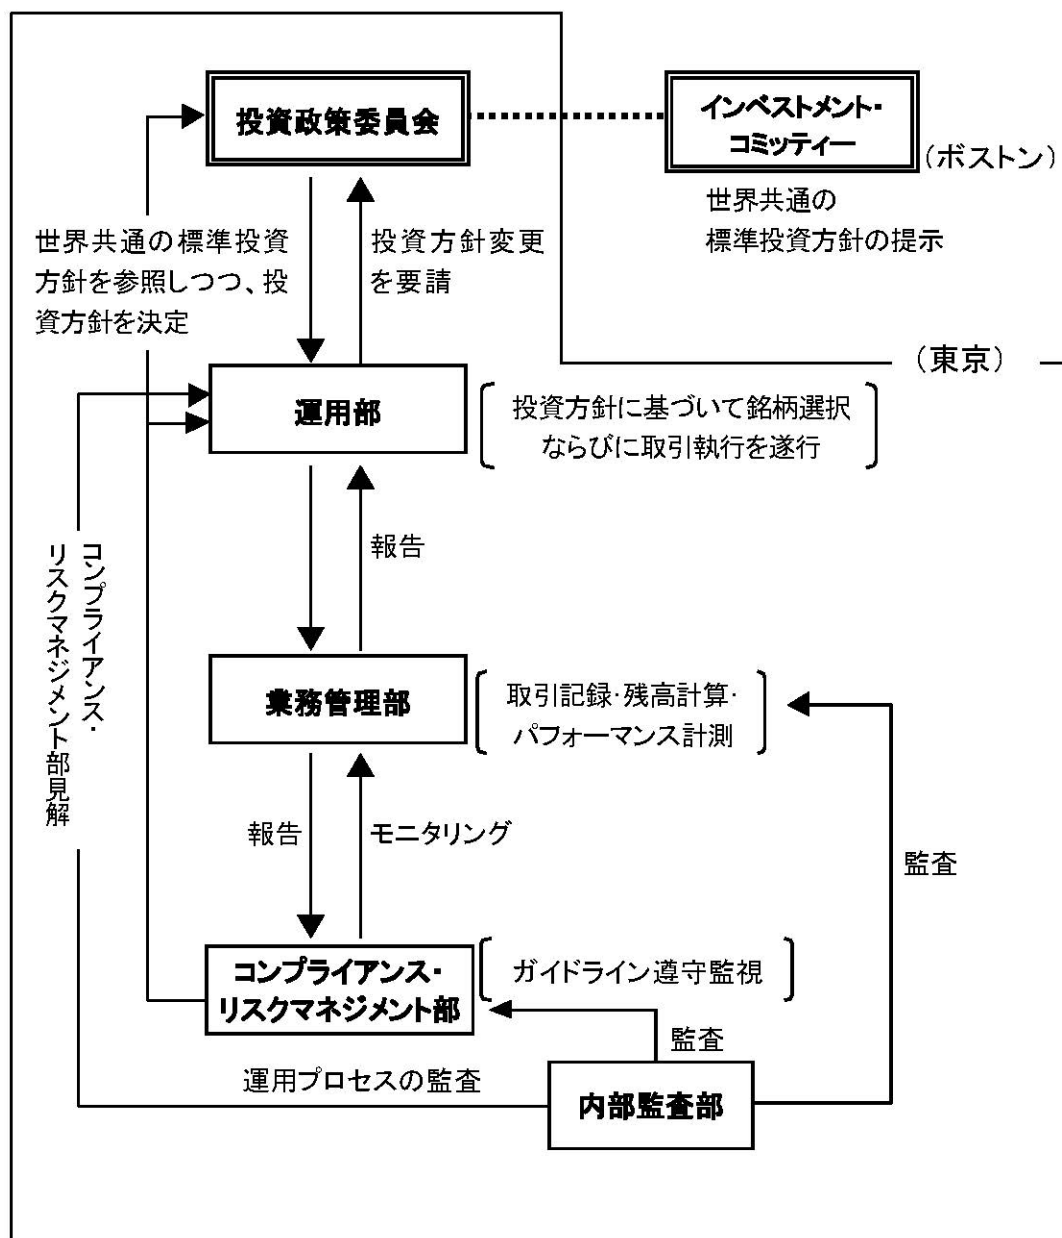 投資政策委員会
インベストメント・
コミッティー
（ボストン）
世界共通の
標準投資方針の提示
世界共通の標準投資
方針を参照しつつ、投
資方針を決定
投資方針変更
を要請
（東京）
運用部
投資方針に基づいて銘柄選択
ならびに取引執行を遂行
報告
コンプライアンス・
リスクマネジメント部見解
業務管理部
取引記録・残高計算・
パフォーマンス計測
報告
モニタリング
監査
コンプライアンス・
リスクマネジメント部
ガイドライン遵守監視
監査
運用プロセスの監査
内部監査部